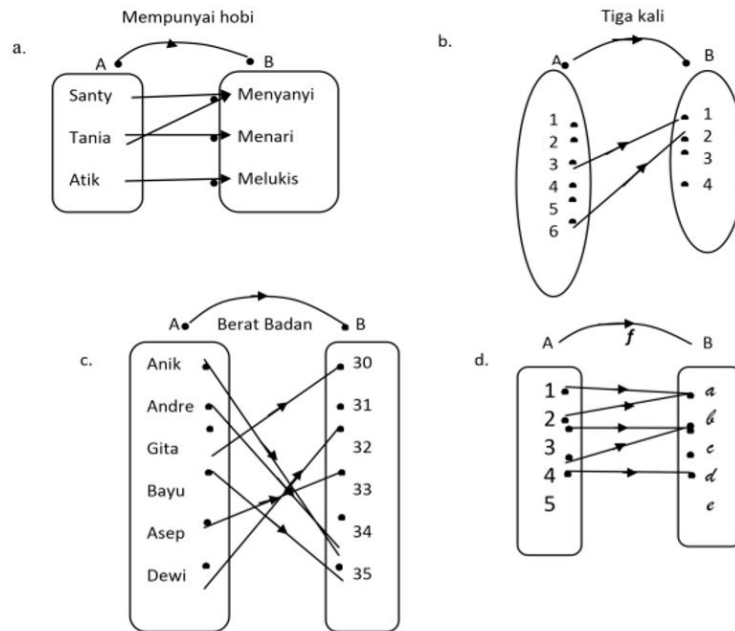 Mempunyai hobi
a.
A B
Santy Menyanyi
Tania Menari
Atik Melukis
Tiga kali
b.
A B
1 1
2 2
3 3
4 4
5
6
A Berat Badan B
c.
Anik 30
Andre 31
Gita 32
Bayu 33
Asep 34
Dewi 35
d.
A f B
1 a
2 b
3 c
4 d
5 e